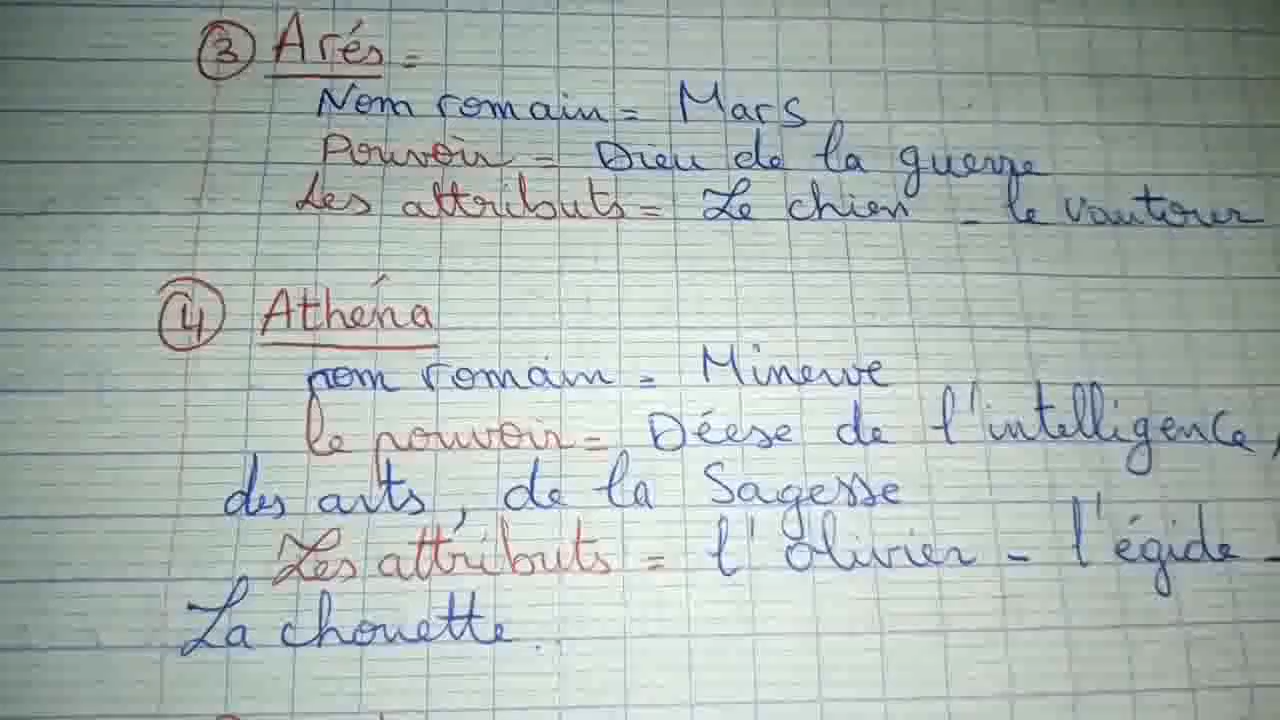 3 Arés =
Nom romain = Mars
Pouvoir = Dieu de la guerre
Les attributs = Le chien - le vautour
4 Athéna
nom romain = Minerve
le pouvoir = Déese de l'intelligence,
des arts, de la Sagesse
Les attributs = l'olivier - l'égide -
La chouette.